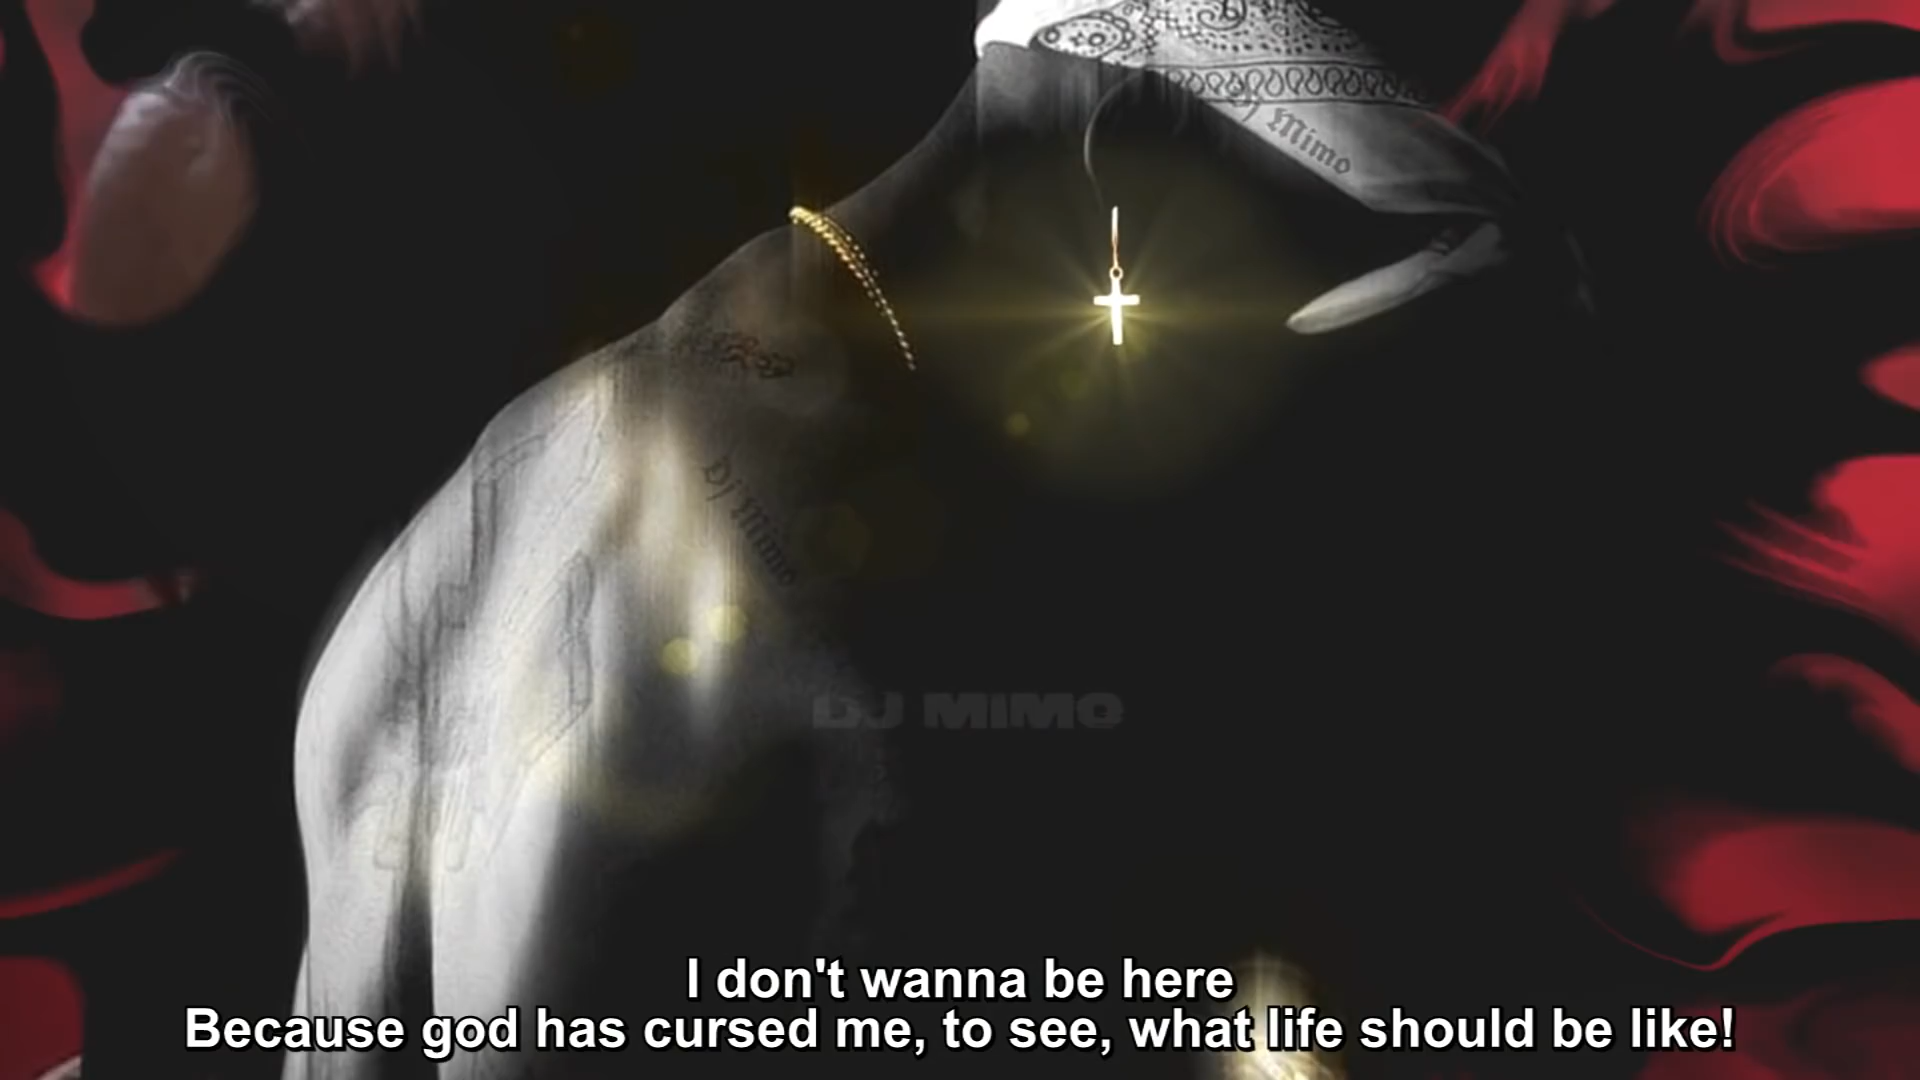 Dj Mimo
Dj Mimo
DJ MIMO
I don't wanna be here
Because god has cursed me, to see, what life should be like!